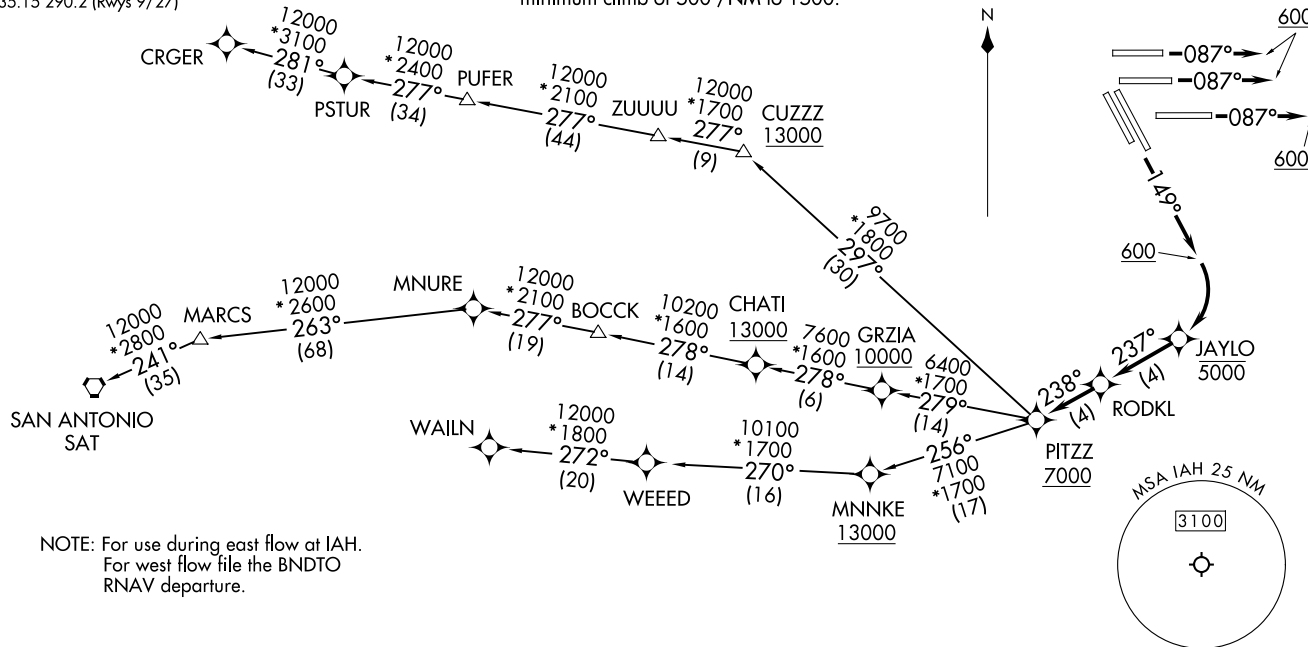 35.15 290.2 (Rwys 9/27)
minimum climb of 500'/NM to 1500.
N
600
-087°
-087°
-087°
600
149°
600
CRGER
12000
*3100
281°
(33)
PSTUR
12000
*2400
277°
(34)
PUFER
12000
*2100
277°
(44)
ZUUUU
12000
*1700
277°
(9)
CUZZZ
13000
9700
*1800
297°
(30)
SAN ANTONIO
SAT
12000
*2800
241°
(35)
MARCS
12000
*2600
263°
(68)
MNURE
12000
*2100
277°
(19)
BOCCK
10200
*1600
278°
(14)
CHATI
13000
7600
*1600
278°
(6)
GRZIA
10000
6400
*1700
279°
(14)
238°
(4)
237°
(4)
JAYLO
5000
RODKL
PITZZ
7000
WAILN
12000
*1800
272°
(20)
WEEED
10100
*1700
270°
(16)
MNNKE
13000
256°
7100
*1700
(17)
MSA IAH 25 NM
3100
NOTE: For use during east flow at IAH.
For west flow file the BNDTO
RNAV departure.